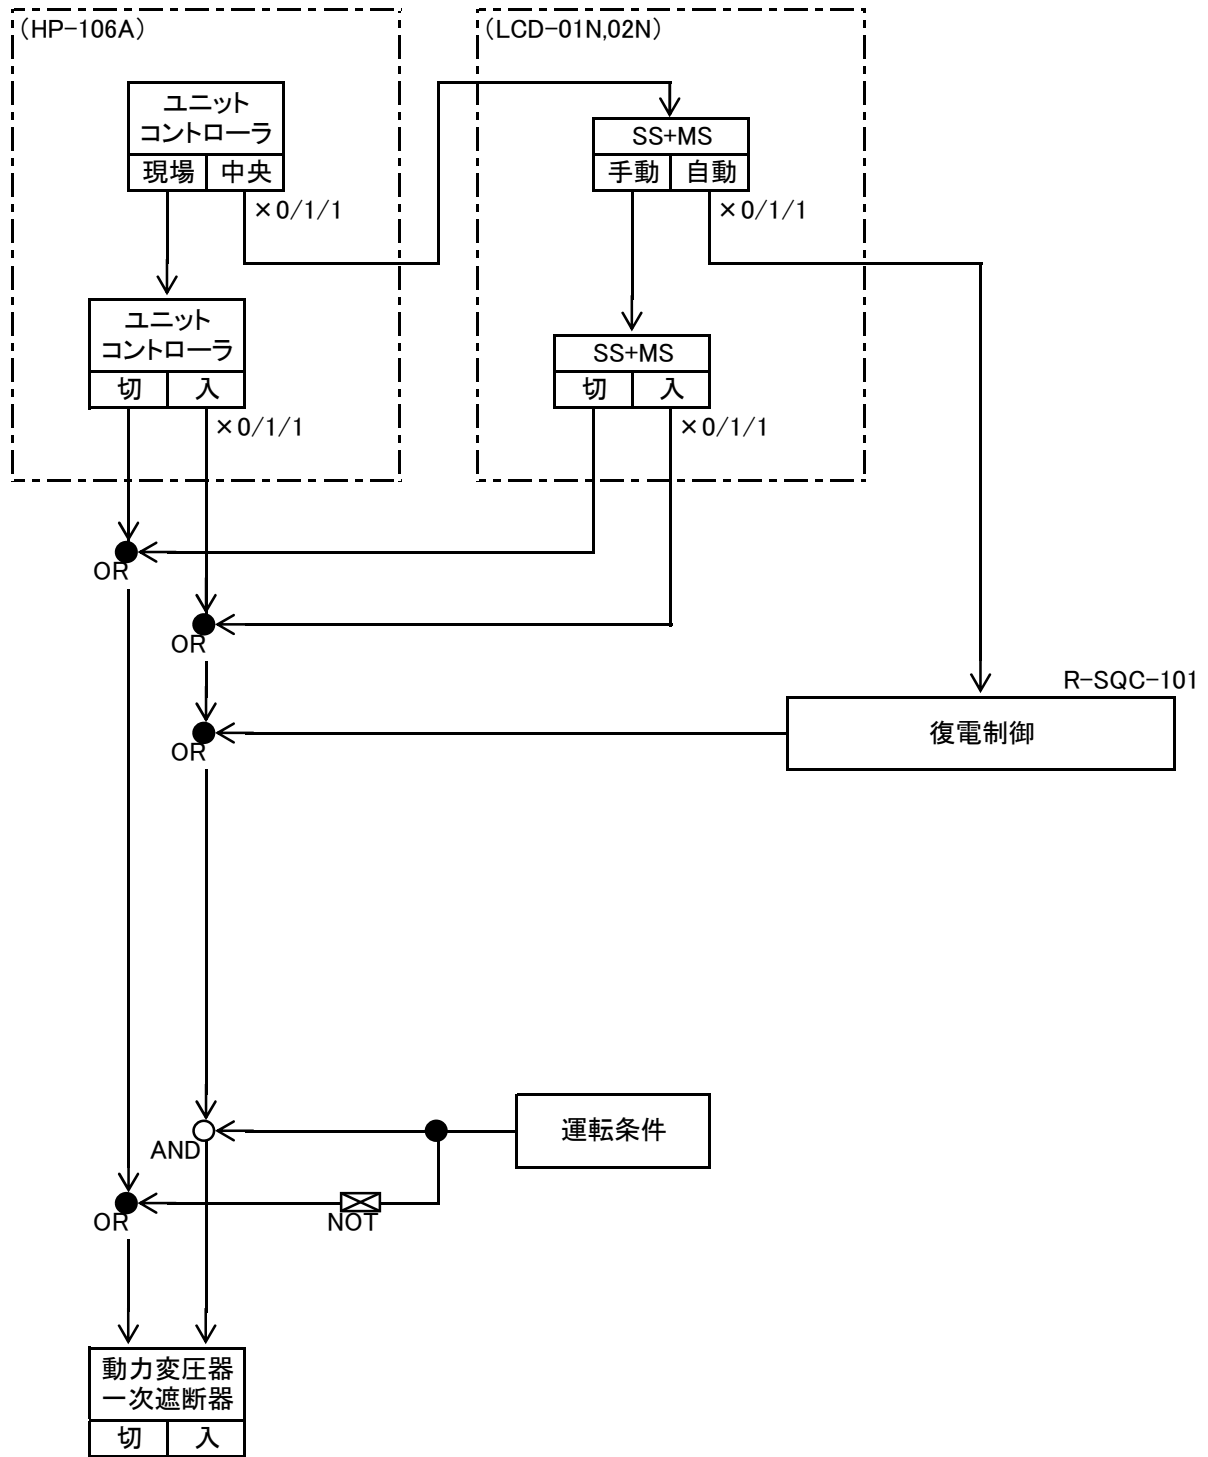 (HP-106A)
ユニット
コントローラ
現場 中央
×0/1/1
ユニット
コントローラ
切 入
×0/1/1
(LCD-01N,02N)
SS+MS
手動 自動
×0/1/1
SS+MS
切 入
×0/1/1
OR
OR
R-SQC-101
復電制御
OR
運転条件
AND
NOT
OR
動力変圧器
一次遮断器
切 入